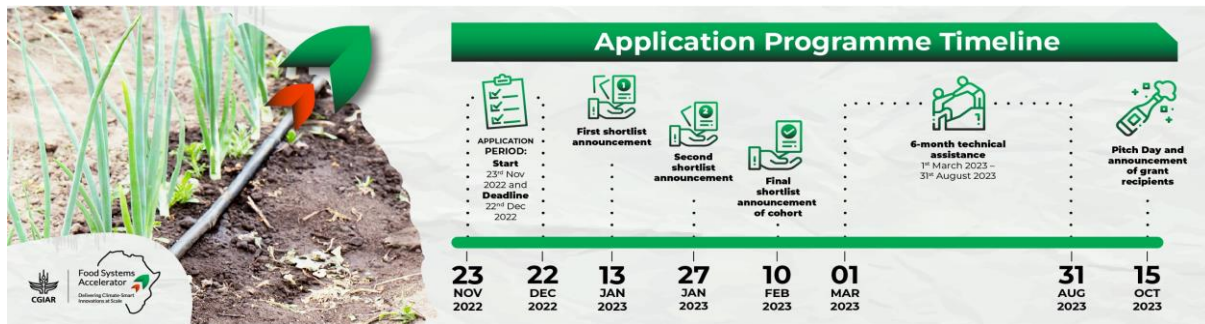 Application Programme Timeline
APPLICATION
PERIOD:
Start
23rd Nov
2022 and
Deadline
22nd Dec
2022
1
First shortlist
announcement
2
Second
shortlist
announcement
Final
shortlist
announcement
of cohort
6-month technical
assistance
1st March 2023 –
31st August 2023
Pitch Day and
announcement
of grant
recipients
23
NOV
2022
22
DEC
2022
13
JAN
2023
27
JAN
2023
10
FEB
2023
01
MAR
2023
31
AUG
2023
15
OCT
2023
CGIAR
Food Systems
Accelerator
Delivering Climate-Smart
Innovations at Scale